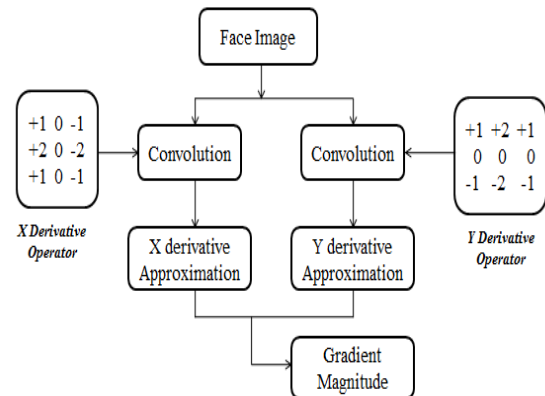 Face Image
+1 0 -1
+2 0 -2
+1 0 -1
X Derivative
Operator
Convolution
Convolution
+1 +2 +1
0 0 0
-1 -2 -1
Y Derivative
Operator
X derivative
Approximation
Y derivative
Approximation
Gradient
Magnitude